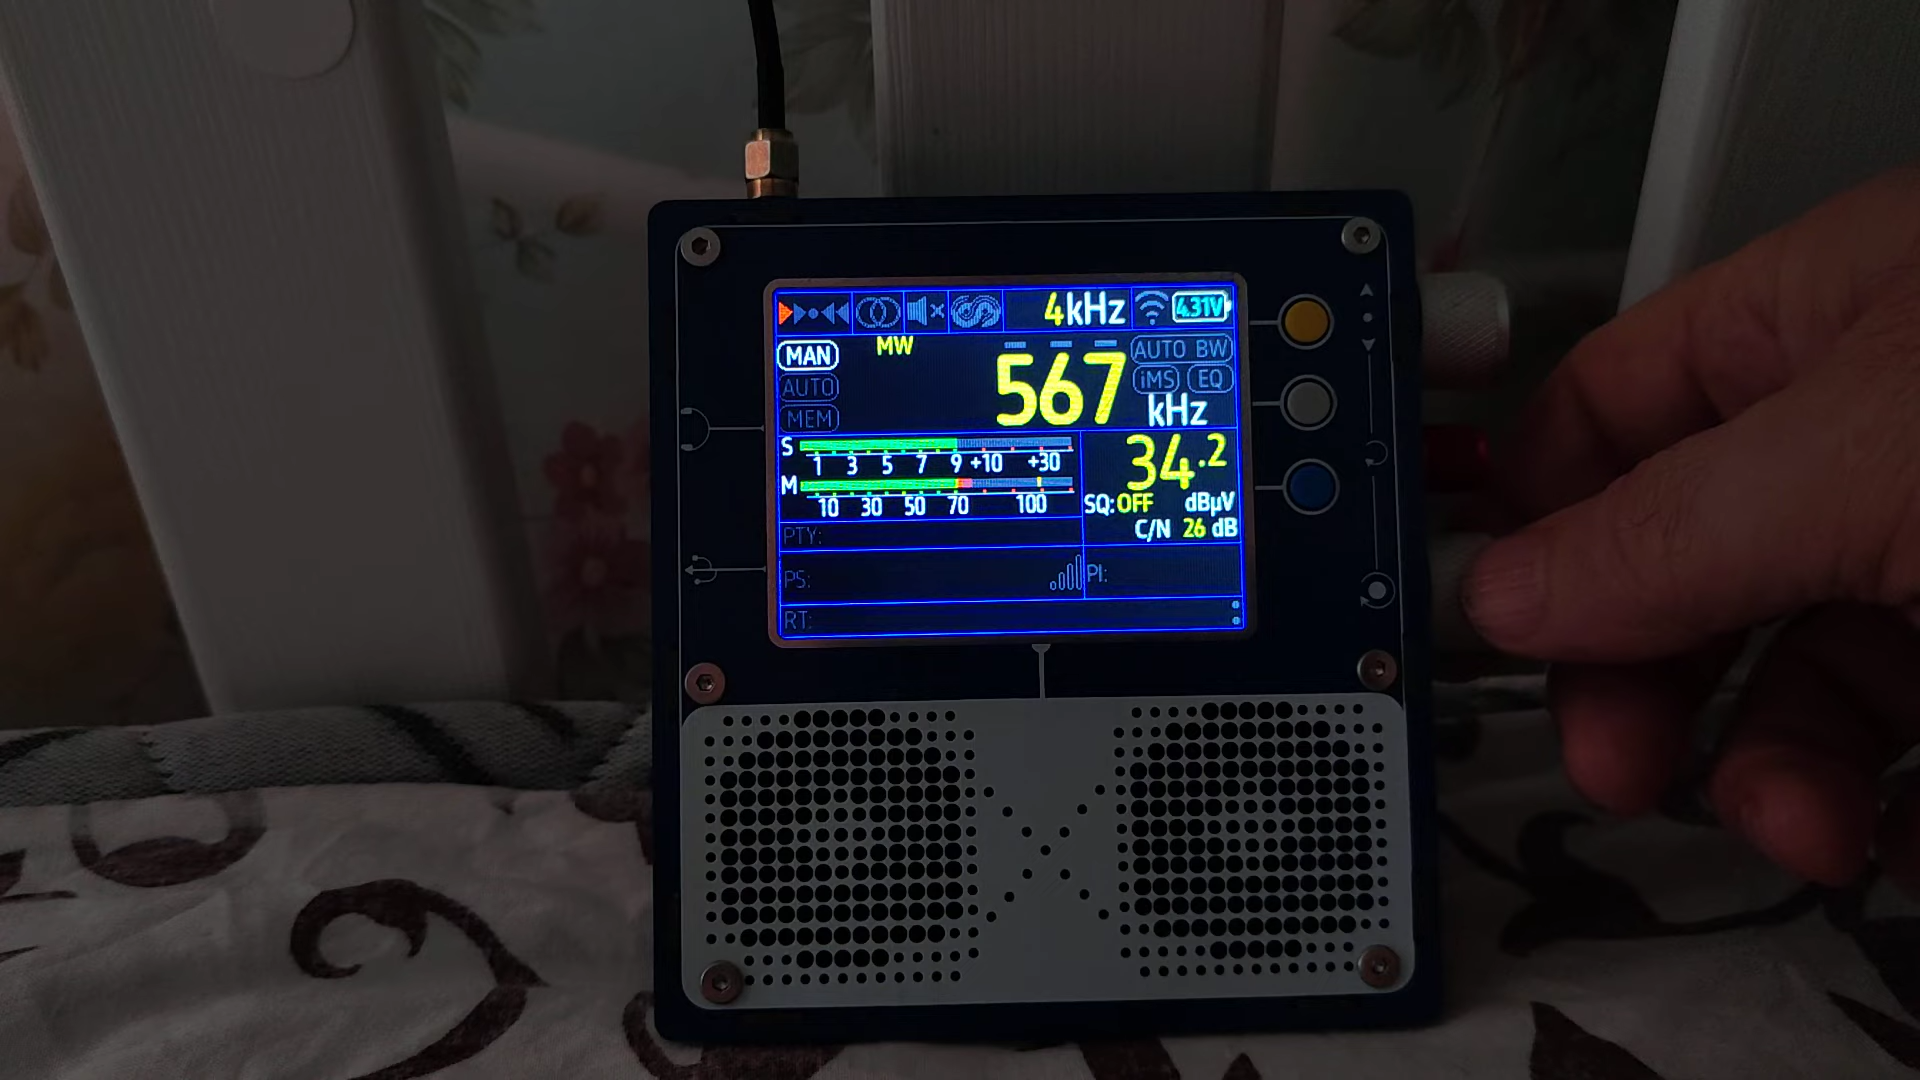 4kHz 4.31V
MAN MW AUTO BW
AUTO 567 iMS EQ
MEM kHz
S 1 3 5 7 9 +10 +30 34.2
M 10 30 50 70 100 SQ:OFF dBµV
C/N 26 dB
PTY:
PS: PI:
RT: